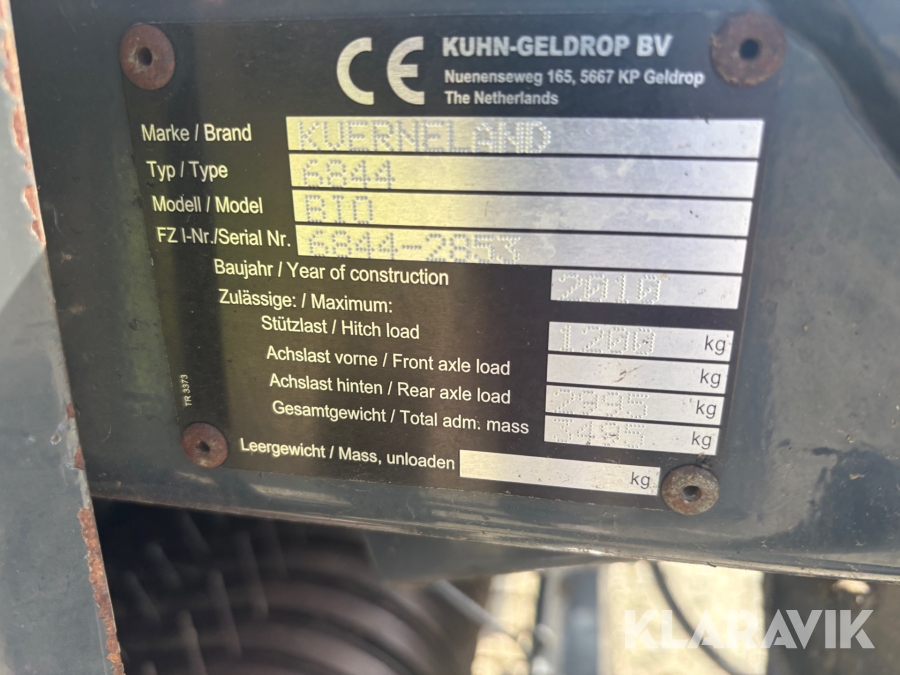 CE KUHN-GELDROP BV
Nuenenseweg 165, 5667 KP Geldrop
The Netherlands
Marke / Brand KVERNELAND
Typ / Type 6844
Modell / Model BIO
FZ I-Nr./Serial Nr. 6844-2853
Baujahr / Year of construction 2010
Zulässige: / Maximum:
Stützlast / Hitch load 1200 kg
Achslast vorne / Front axle load kg
Achslast hinten / Rear axle load 2995 kg
Gesamtgewicht / Total adm. mass 3495 kg
Leergewicht / Mass, unloaden kg
TR 3373
KLARAVIK